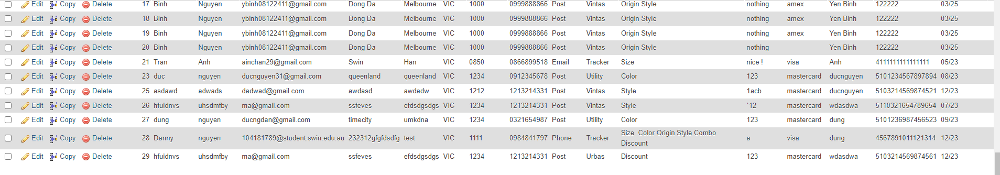 Edit Copy Delete 17 Binh Nguyen ybinh08122411@gmail.com Dong Da Melbourne VIC 1000 0999888866 Post Vintas Origin Style nothing amex Yen Binh 122222 03/25
Edit Copy Delete 18 Binh Nguyen ybinh08122411@gmail.com Dong Da Melbourne VIC 1000 0999888866 Post Vintas Origin Style nothing amex Yen Binh 122222 03/25
Edit Copy Delete 19 Binh Nguyen ybinh08122411@gmail.com Dong Da Melbourne VIC 1000 0999888866 Post Vintas Origin Style nothing amex Yen Binh 122222 03/25
Edit Copy Delete 20 Binh Nguyen ybinh08122411@gmail.com Dong Da Melbourne VIC 1000 0999888866 Post Vintas Origin Style nothing Yen Binh 122222 03/25
Edit Copy Delete 21 Tran Anh ainchan29@gmail.com Swin Han VIC 0850 0866899518 Email Tracker Size nice ! visa Anh 4111111111111111 05/23
Edit Copy Delete 23 duc nguyen ducnguyen31@gmail.com queenland queenland VIC 1234 0912345678 Post Utility Color 123 mastercard ducnguyen 5101234567897894 08/23
Edit Copy Delete 25 asdawd adwads dadwad@gmail.com awdasd awdadw VIC 1212 1213214331 Post Vintas Style 1acb mastercard ducnguyen 5103214569874521 12/23
Edit Copy Delete 26 hfuidnvs uhsdmfby ma@gmail.com ssfeves efdsdgsdgs VIC 1234 1213214331 Post Vintas Style `12 mastercard wdasdwa 5110321654789654 07/23
Edit Copy Delete 27 dung nguyen ducngdan@gmail.com timecity umkdna VIC 1234 0321654987 Post Utility Color 123 mastercard dung 5101236987456523 09/23
Edit Copy Delete 28 Danny nguyen 104181789@student.swin.edu.au 232312gfgfdsdfg test VIC 1111 0984841797 Phone Tracker Size Color Origin Style Combo a visa dung 4567891011121314 12/23
Discount
Edit Copy Delete 29 hfuidnvs uhsdmfby ma@gmail.com ssfeves efdsdgsdgs VIC 1234 1213214331 Post Urbas Discount 123 mastercard wdasdwa 5103214569874561 12/23